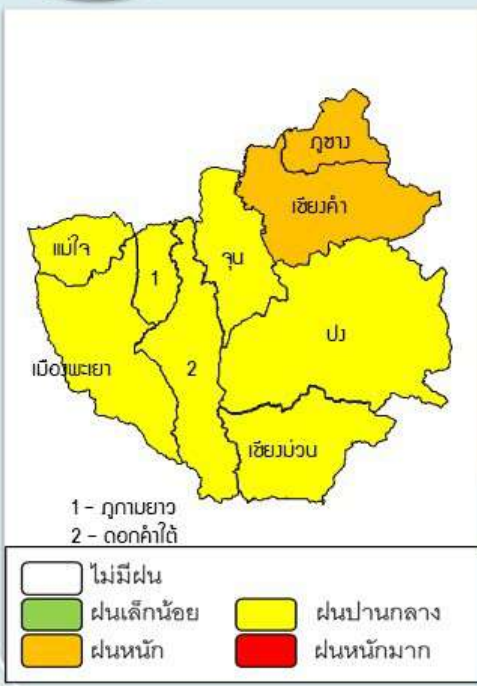 ภูซาง
เชียงคำ
แม่ใจ
จุน
1
ปง
เมืองพะเยา
2
เชียงม่วน
1 - ภูกามยาว
2 - ดอกคำใต้
ไม่มีฝน
ฝนเล็กน้อย ฝนปานกลาง
ฝนหนัก ฝนหนักมาก